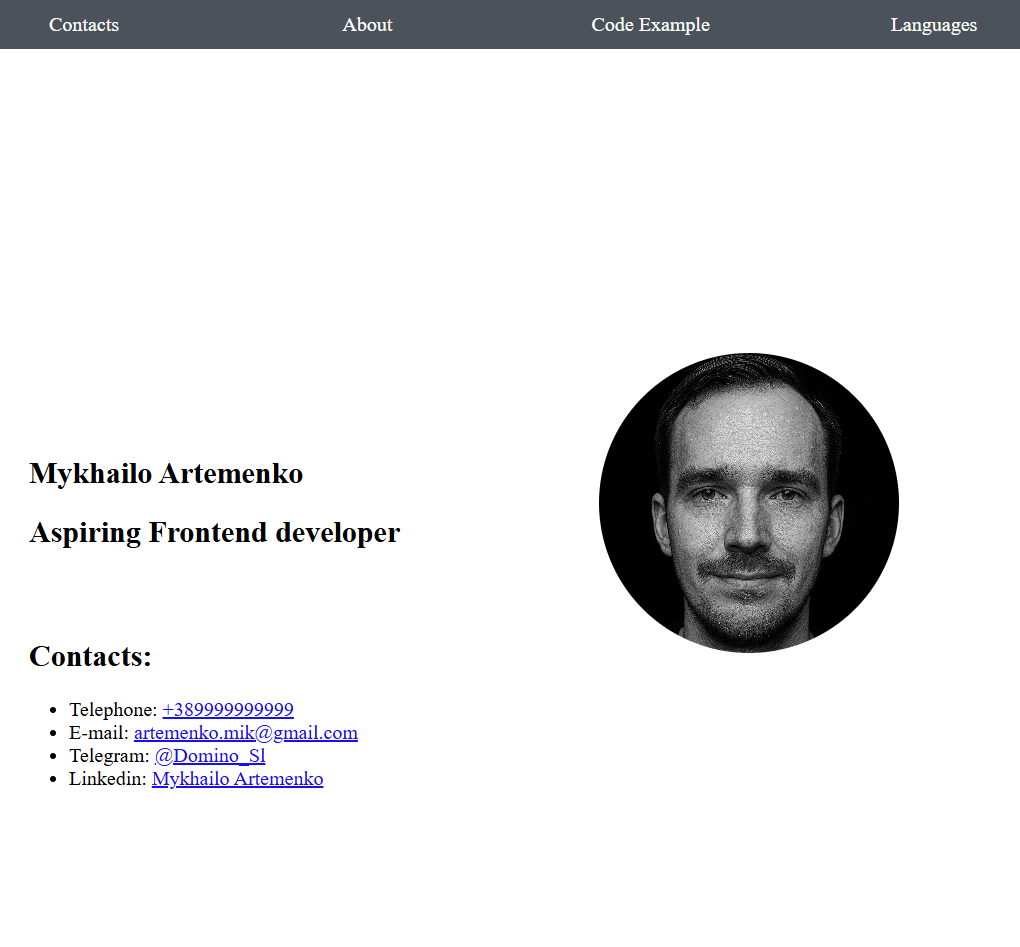 Contacts About Code Example Languages
Mykhailo Artemenko
Aspiring Frontend developer
Contacts:
Telephone: +389999999999
E-mail: artemenko.mik@gmail.com
Telegram: @Domino_Sl
Linkedin: Mykhailo Artemenko